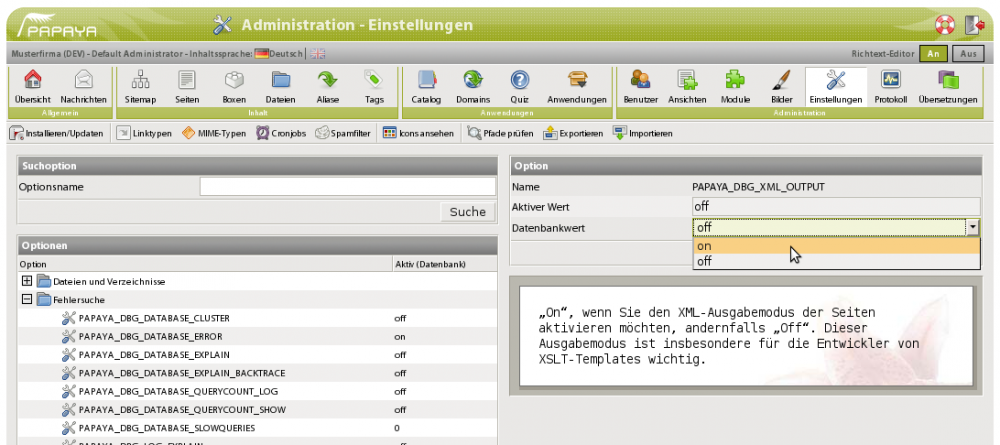 PAPAYA Administration - Einstellungen
Musterfirma (DEV) - Default Administrator - Inhaltssprache: Deutsch | Richtext-Editor An Aus
Übersicht Nachrichten Sitemap Seiten Boxen Dateien Aliase Tags Catalog Domains Quiz Anwendungen Benutzer Ansichten Module Bilder Einstellungen Protokoll Übersetzungen
Allgemein Inhalt Anwendungen Administration
Installieren/Updaten Linktypen MIME-Typen Cronjobs Spamfilter Icons ansehen Pfade prüfen Exportieren Importieren
Suchoption
Optionsname
Suche
Optionen
Option Aktiv (Datenbank)
Dateien und Verzeichnisse
Fehlersuche
PAPAYA_DBG_DATABASE_CLUSTER off
PAPAYA_DBG_DATABASE_ERROR on
PAPAYA_DBG_DATABASE_EXPLAIN off
PAPAYA_DBG_DATABASE_EXPLAIN_BACKTRACE off
PAPAYA_DBG_DATABASE_QUERYCOUNT_LOG off
PAPAYA_DBG_DATABASE_QUERYCOUNT_SHOW off
PAPAYA_DBG_DATABASE_SLOWQUERIES 0
Option
Name PAPAYA_DBG_XML_OUTPUT
Aktiver Wert off
Datenbankwert off
on
off
„On“, wenn Sie den XML-Ausgabemodus der Seiten
aktivieren möchten, andernfalls „Off“. Dieser
Ausgabemodus ist insbesondere für die Entwickler von
XSLT-Templates wichtig.